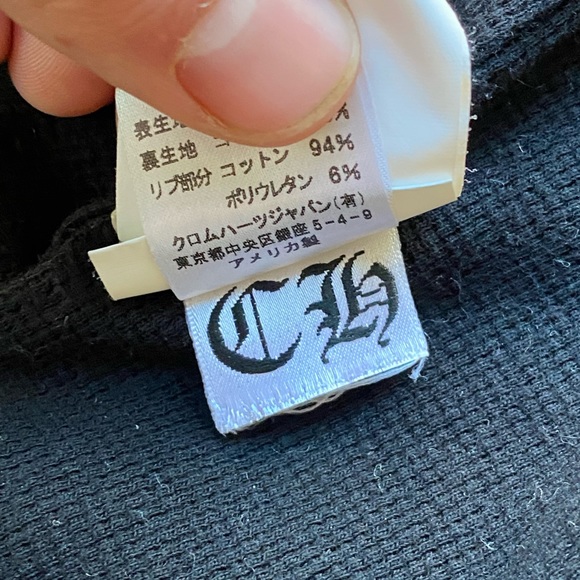 表生地 %
裏生地 コ
リブ部分 コットン 94%
ポリウレタン 6%
クロムハーツジャパン(有)
東京都中央区銀座5-4-9
アメリカ製
CH